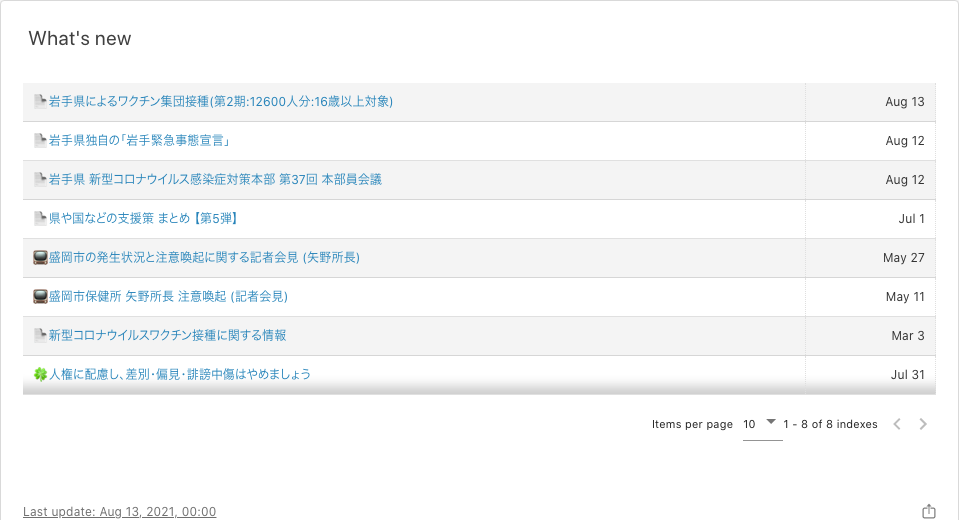 What's new
岩手県によるワクチン集団接種(第2期:12600人分:16歳以上対象) Aug 13
岩手県独自の「岩手緊急事態宣言」 Aug 12
岩手県 新型コロナウイルス感染症対策本部 第37回 本部員会議 Aug 12
県や国などの支援策 まとめ【第5弾】 Jul 1
盛岡市の発生状況と注意喚起に関する記者会見 (矢野所長) May 27
盛岡市保健所 矢野所長 注意喚起 (記者会見) May 11
新型コロナウイルスワクチン接種に関する情報 Mar 3
人権に配慮し、差別・偏見・誹謗中傷はやめましょう Jul 31
Items per page 10 1 - 8 of 8 indexes
Last update: Aug 13, 2021, 00:00